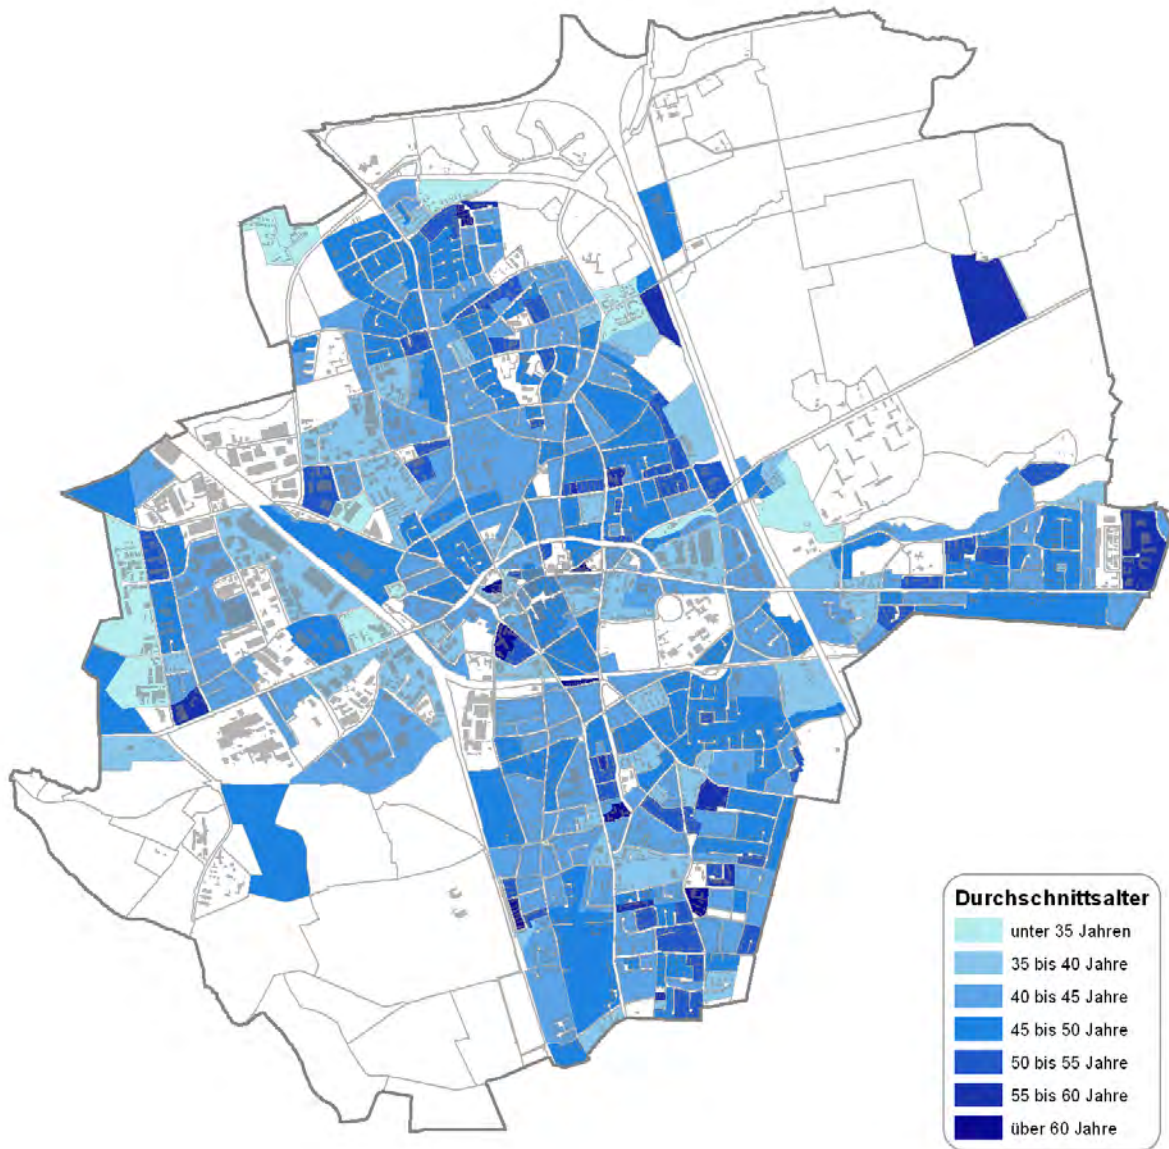 Durchschnittsalter
unter 35 Jahren
35 bis 40 Jahre
40 bis 45 Jahre
45 bis 50 Jahre
50 bis 55 Jahre
55 bis 60 Jahre
über 60 Jahre